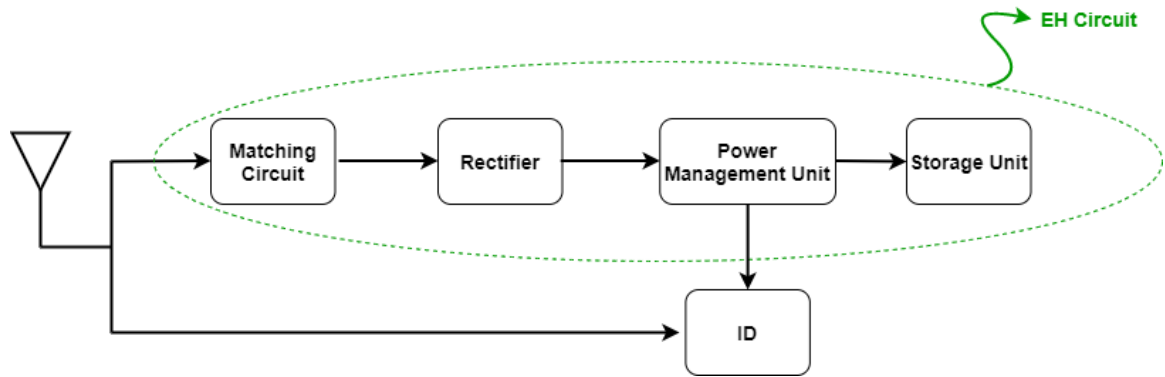 EH Circuit
Matching
Circuit
Rectifier
Power
Management Unit
Storage Unit
ID